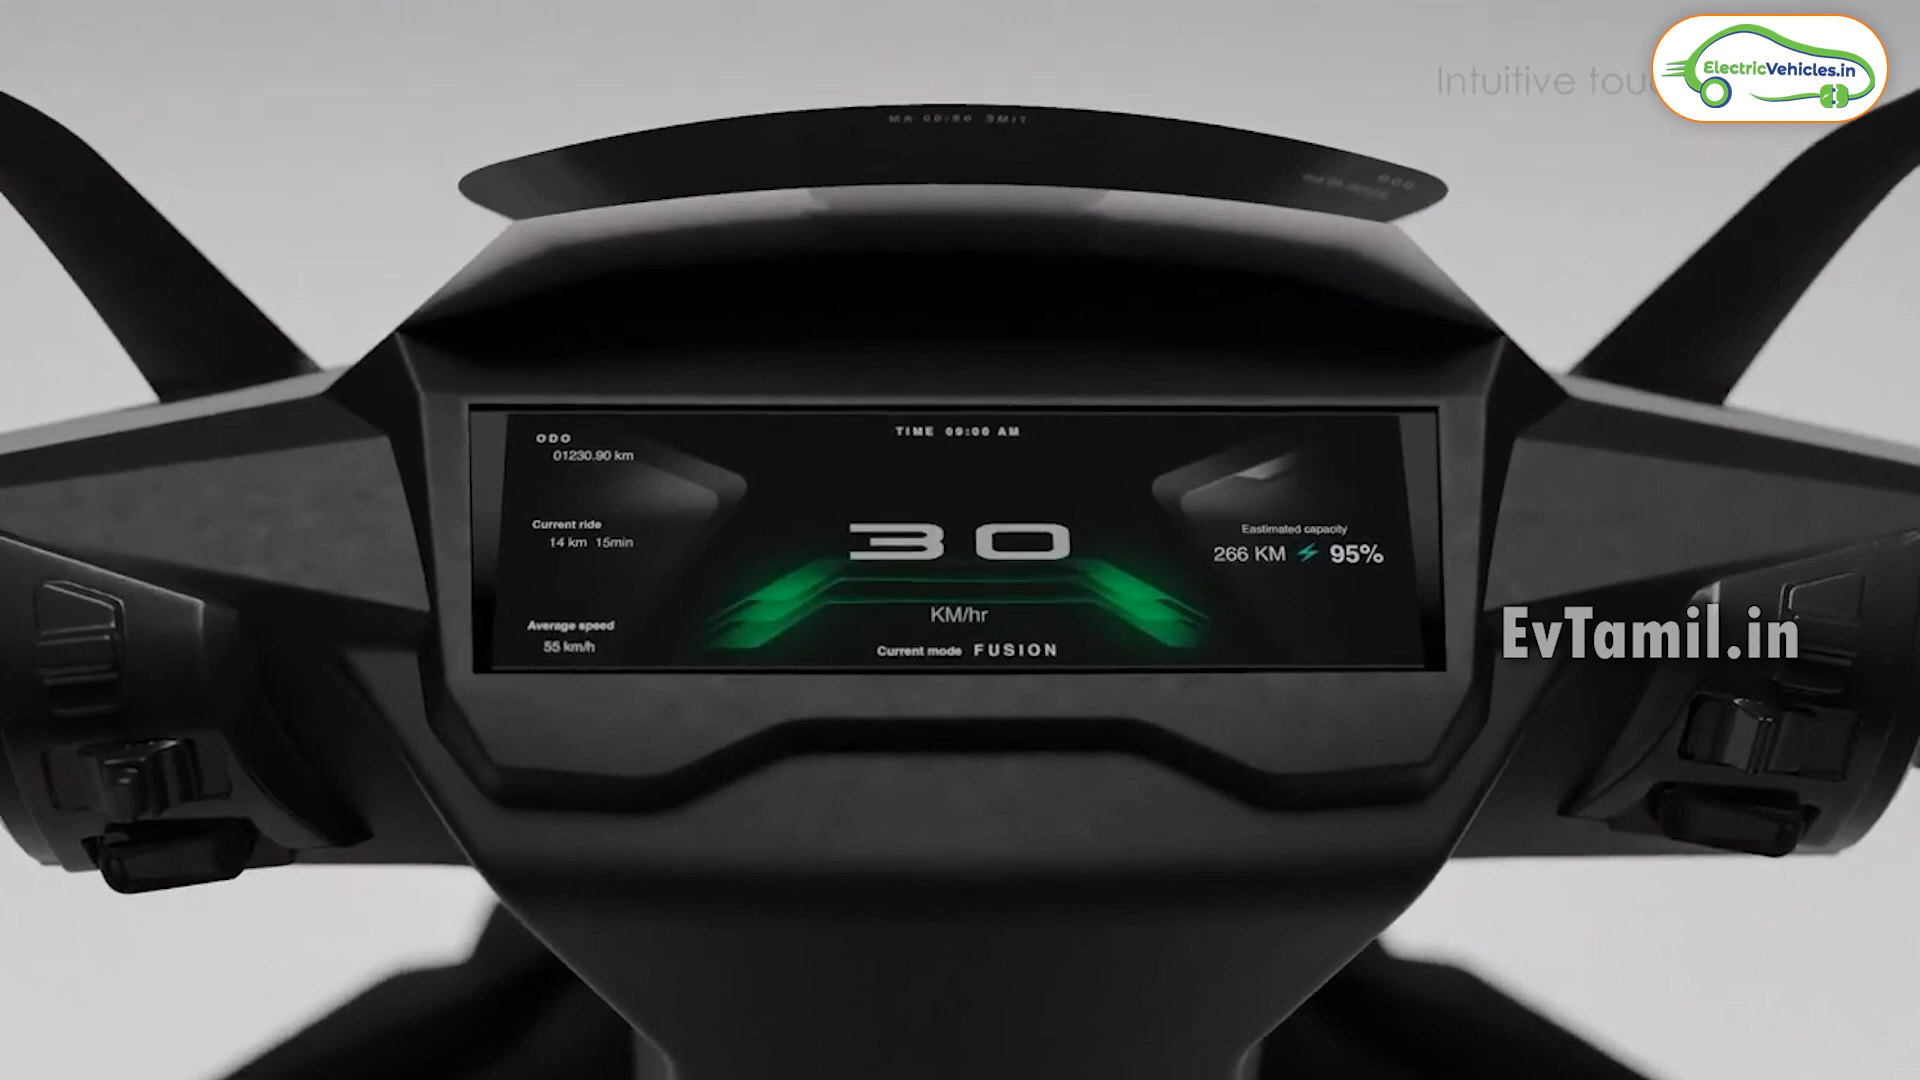 Intuitive
ElectricVehicles.in
TIME 09:00 AM
ODO
01230.90 km
Current ride
14 km 15min
Average speed
55 km/h
30
KM/hr
Current mode FUSION
Eastimated capacity
266 KM 95%
EvTamil.in